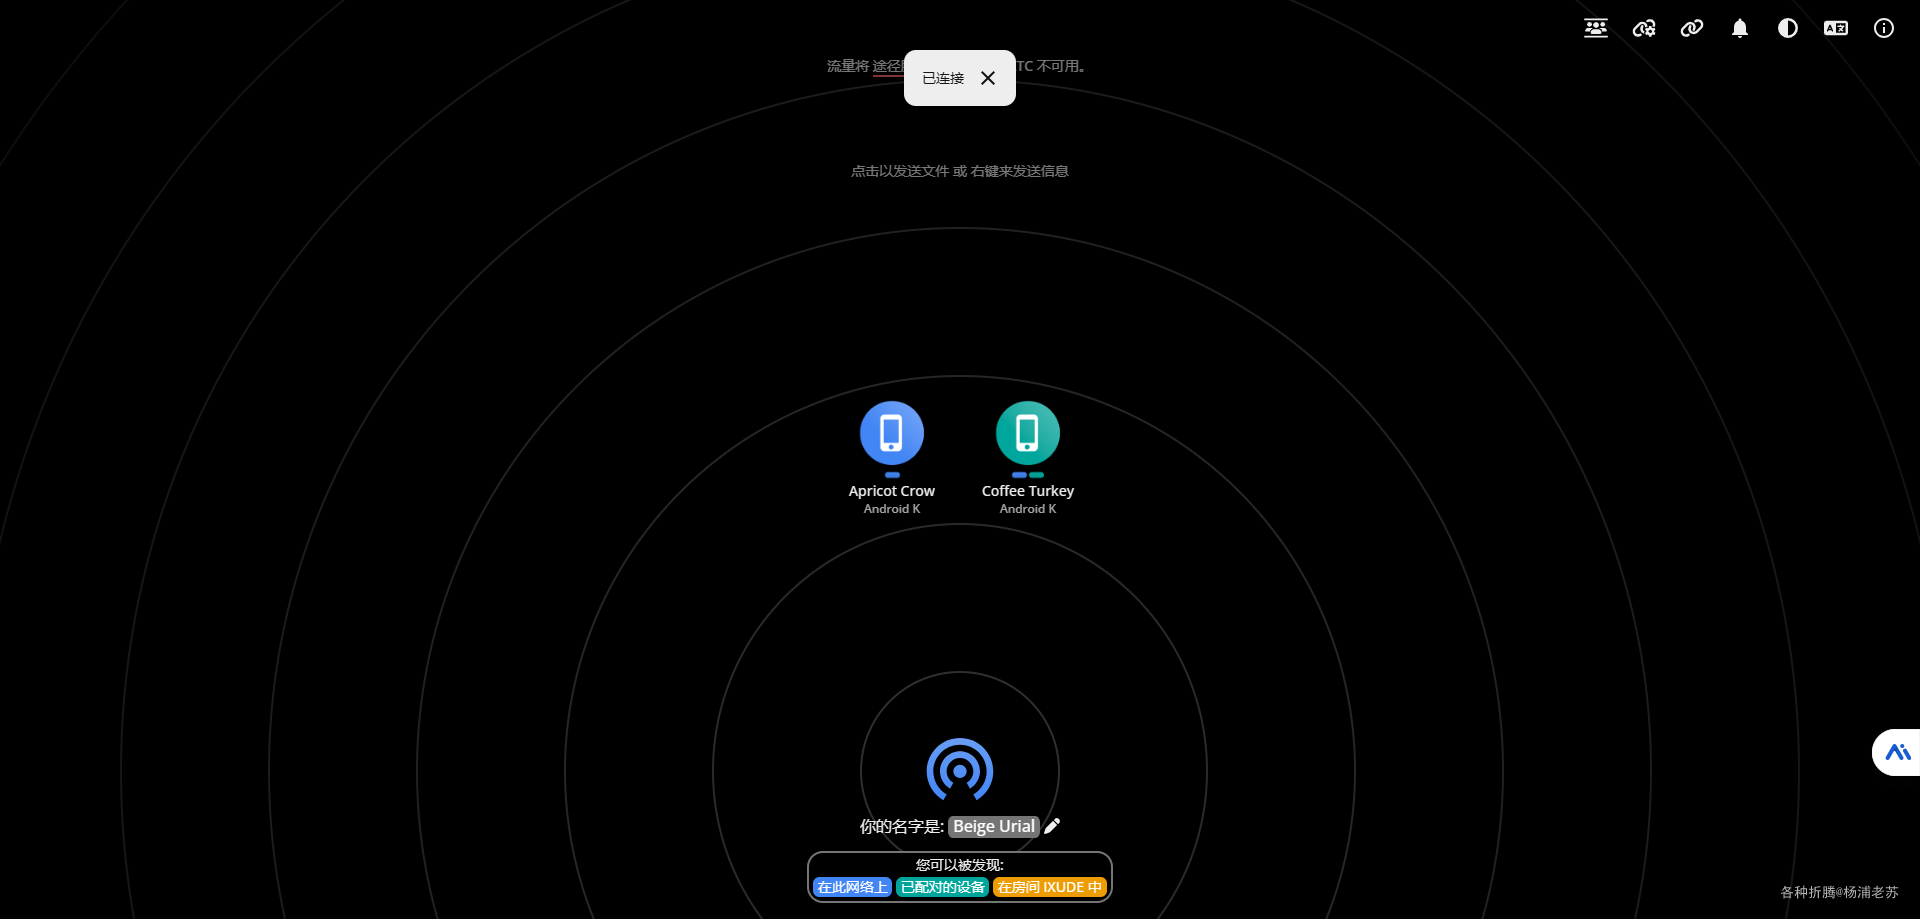 流量将 途径
TC 不可用。
已连接
点击以发送文件 或 右键来发送信息
Apricot Crow
Android K
Coffee Turkey
Android K
你的名字是: Beige Urial
您可以被发现:
在此网络上 已配对的设备 在房间 IXUDE 中
各种折腾@杨浦老苏